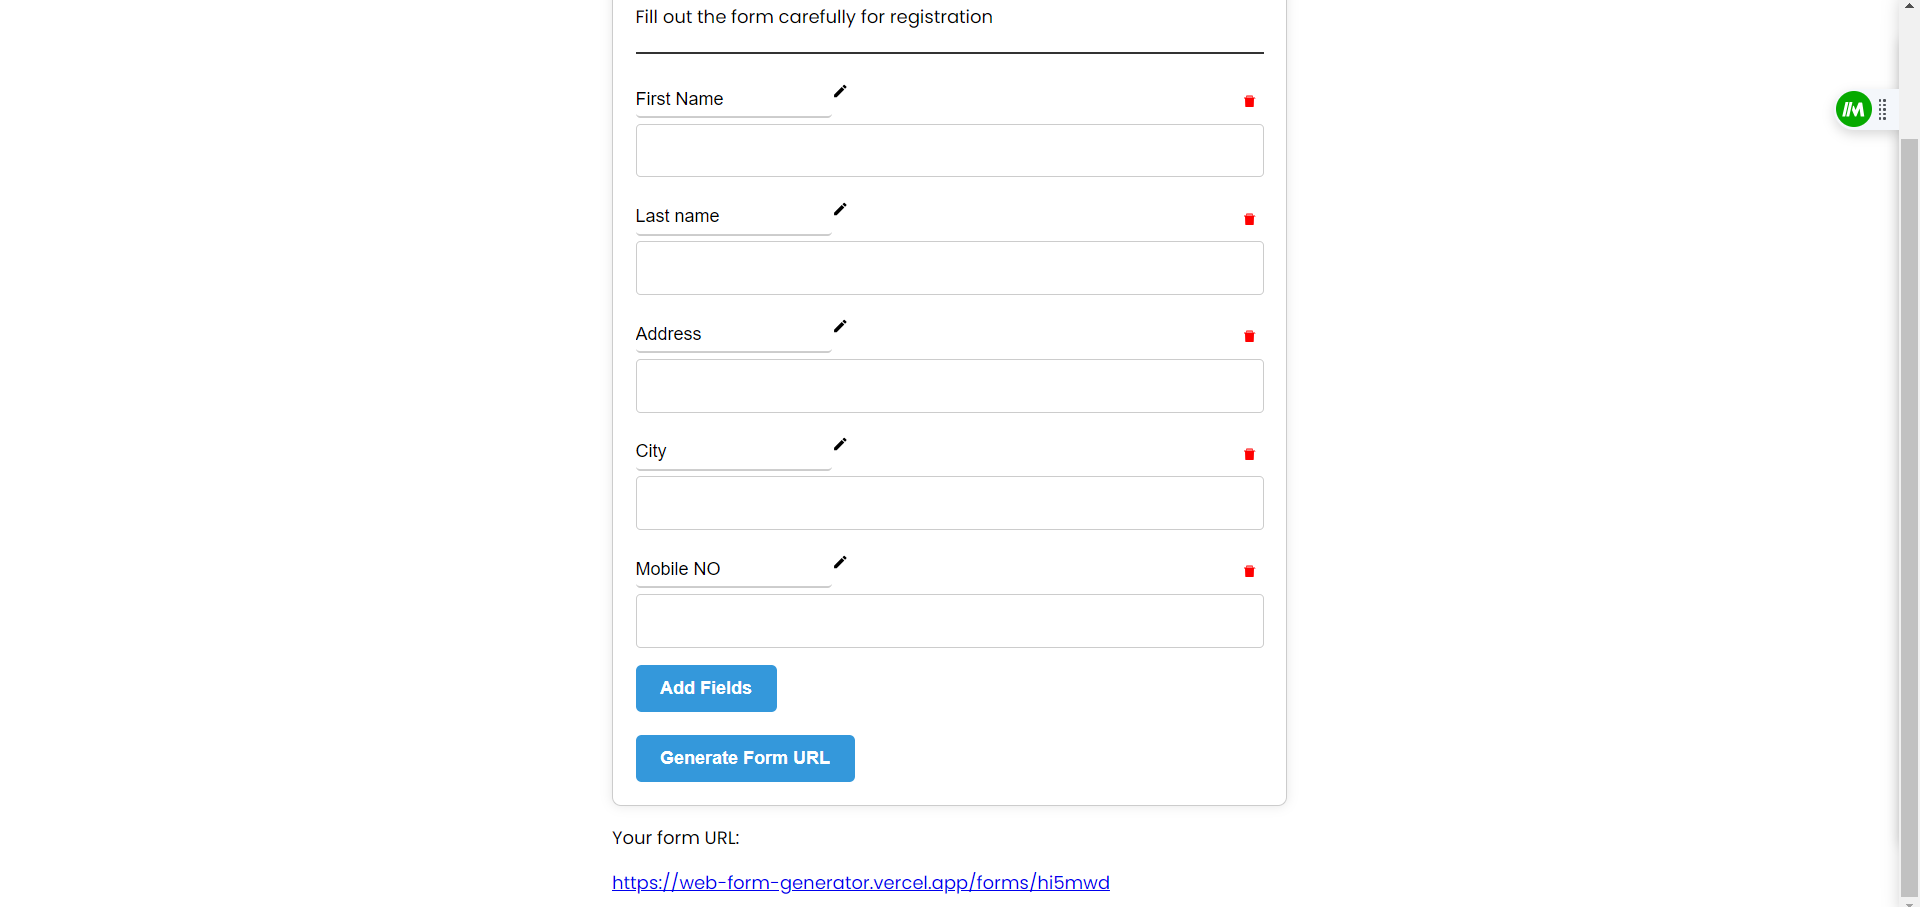 Fill out the form carefully for registration
First Name
Last name
Address
City
Mobile NO
Add Fields
Generate Form URL
Your form URL:
https://web-form-generator.vercel.app/forms/hi5mwd